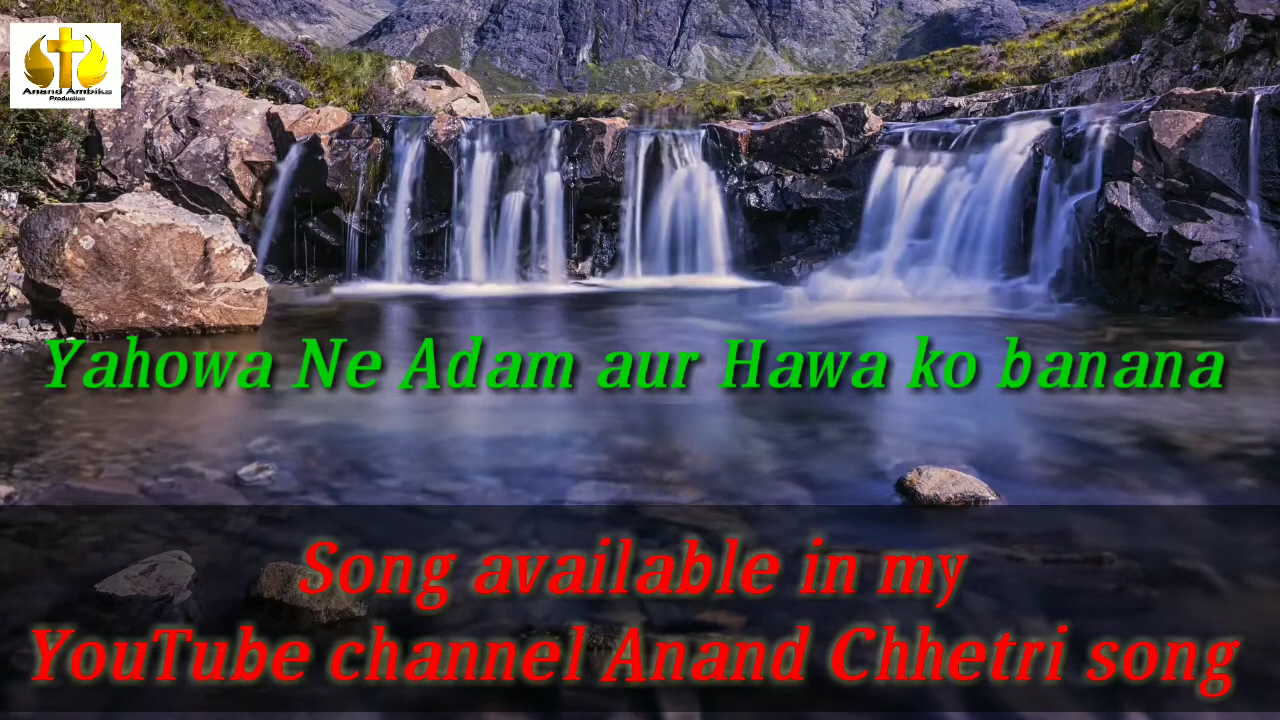 Anand Ambika
Production
Yahowa Ne Adam aur Hawa ko banana
Song available in my
YouTube channel Anand Chhetri song